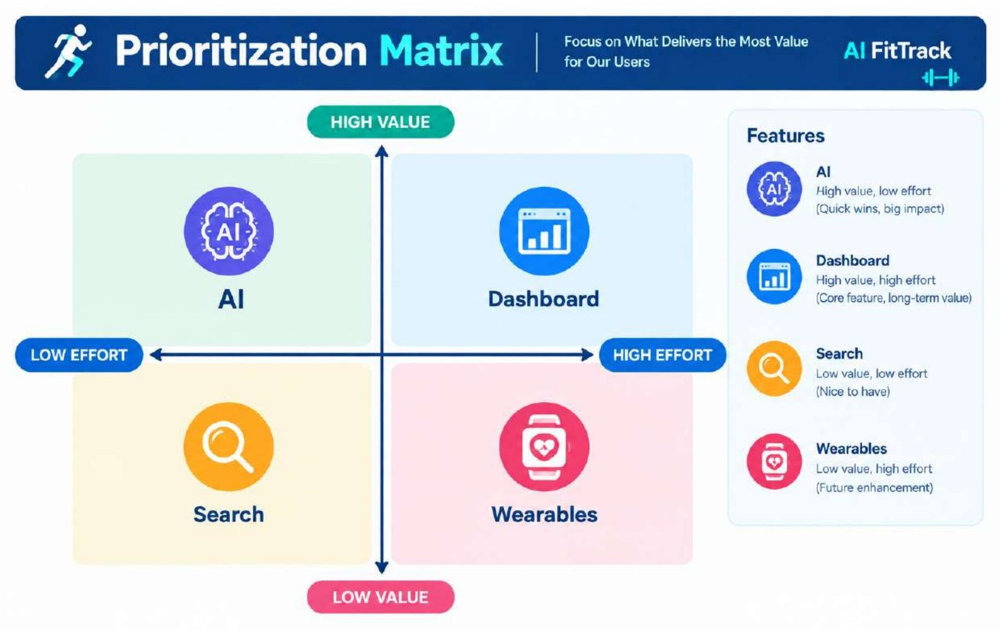 Prioritization Matrix
Focus on What Delivers the Most Value
for Our Users
AI FitTrack
HIGH VALUE
AI
AI
Dashboard
LOW EFFORT
HIGH EFFORT
Search
Wearables
LOW VALUE
Features
AI
AI
High value, low effort
(Quick wins, big impact)
Dashboard
High value, high effort
(Core feature, long-term value)
Search
Low value, low effort
(Nice to have)
Wearables
Low value, high effort
(Future enhancement)